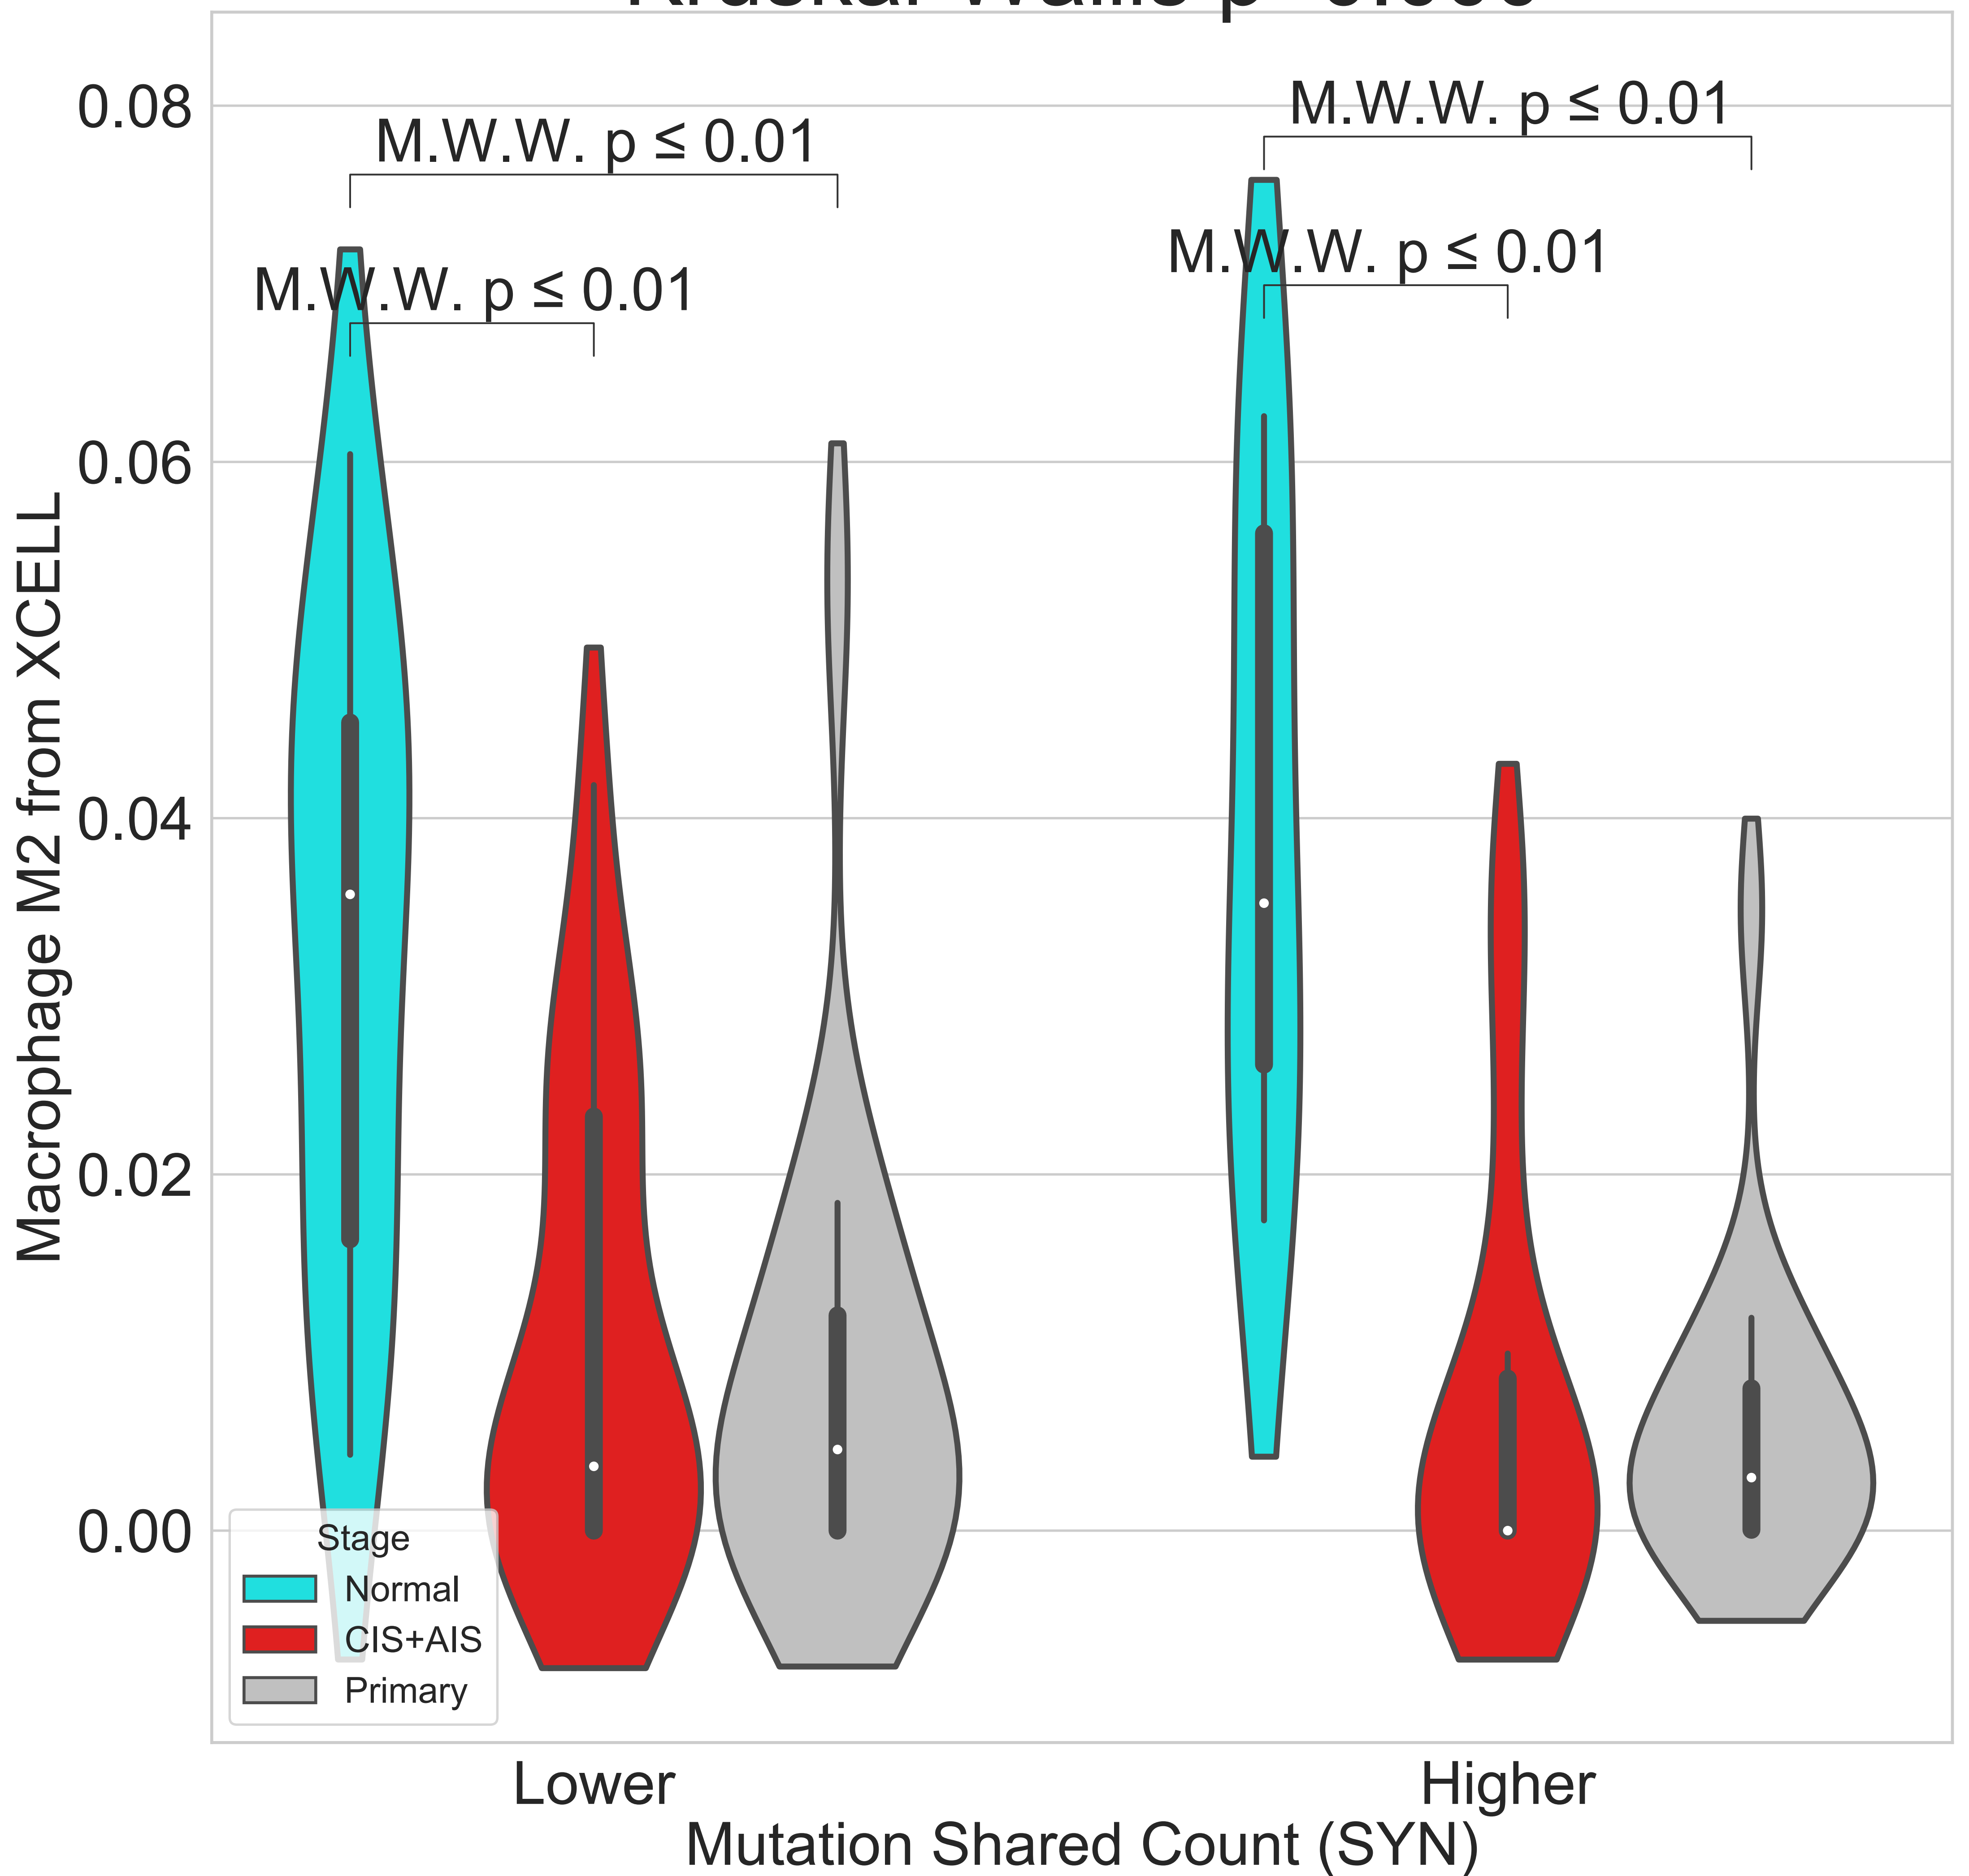 0.08
0.06
0.04
0.02
0.00
Macrophage M2 from XCELL
M.W.W. p ≤ 0.01
M.W.W. p ≤ 0.01
M.W.W. p ≤ 0.01
M.W.W. p ≤ 0.01
Stage
Normal
CIS+AIS
Primary
Lower
Higher
Mutation Shared Count (SYN)